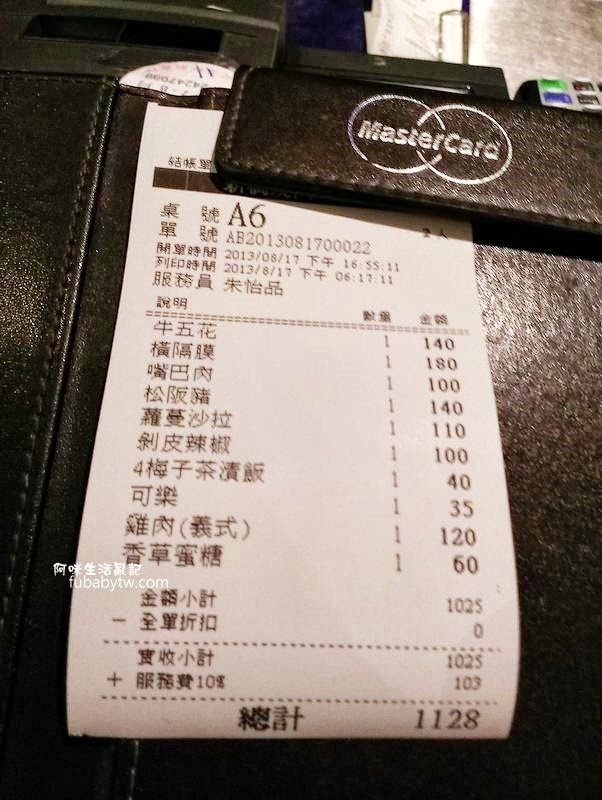 24247999
MasterCard
結帳單
桌 號 A6
2 人
單 號 AB2013081700022
開單時間 2013/08/17 下午 16:55:11
列印時間 2013/8/17 下午 06:17:11
服務員 朱怡品
說明 數量 金額
牛五花 1 140
橫隔膜 1 180
嘴巴肉 1 100
松阪豬 1 140
蘿蔓沙拉 1 110
剝皮辣椒 1 100
4梅子茶漬飯 1 40
可樂 1 35
雞肉(義式) 1 120
香草蜜糖 1 60
金額小計 1025
－ 全單折扣 0
實收小計 1025
＋ 服務費10% 103
總計 1128
阿咪生活亂記
fubabytw.com